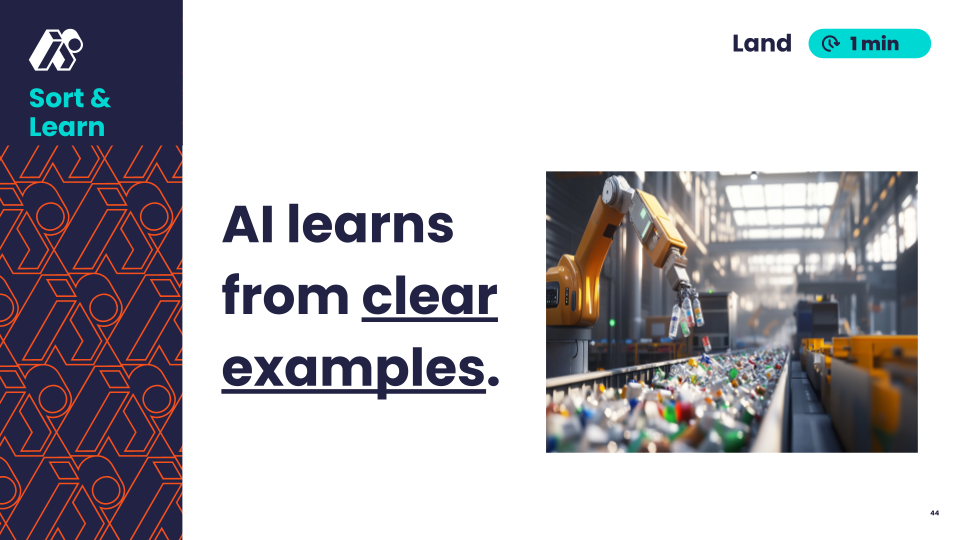 Sort &
Learn
Land
1 min
AI learns
from clear
examples.
44